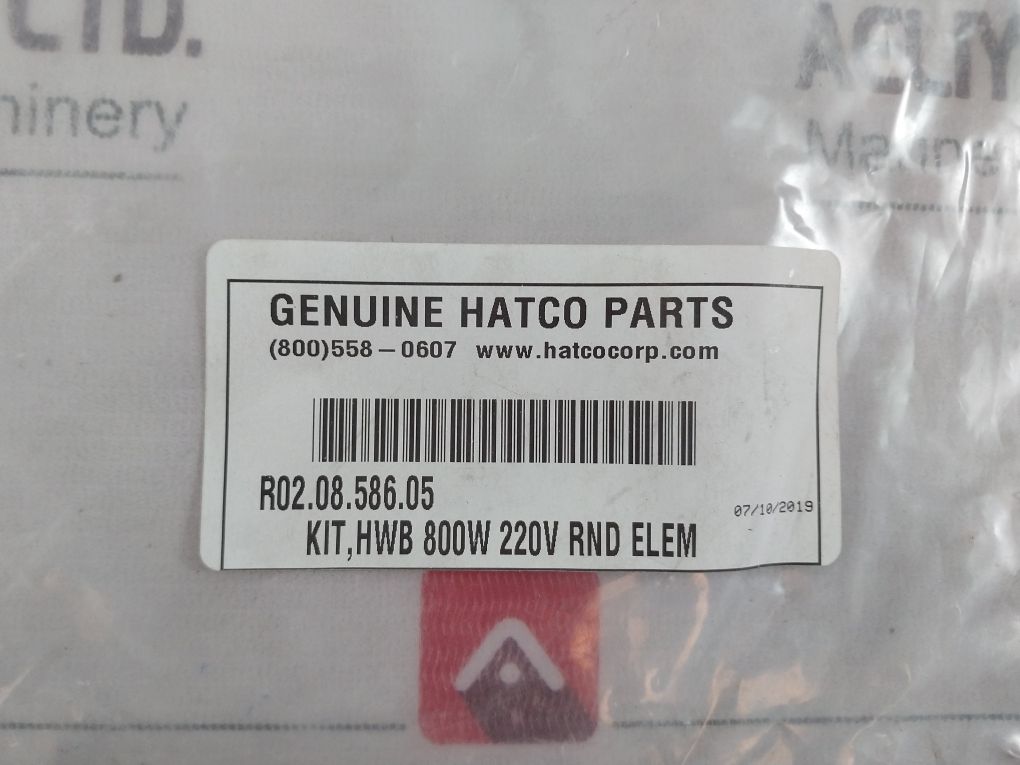 LTD.
hinery
GENUINE HATCO PARTS
(800)558-0607 www.hatcocorp.com
R02.08.586.05
07/10/2019
KIT,HWB 800W 220V RND ELEM